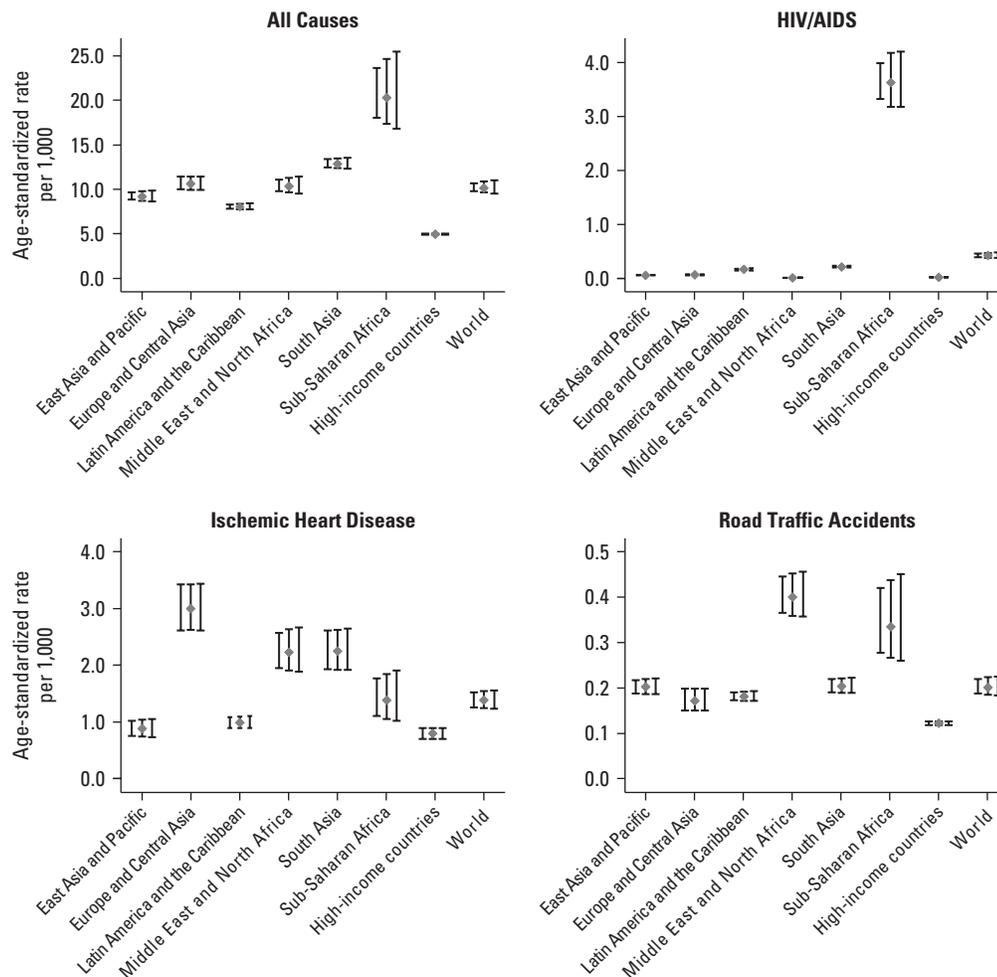 All Causes
Age-standardized rate
per 1,000
25.0
20.0
15.0
10.0
5.0
0.0
East Asia and Pacific
Europe and Central Asia
Latin America and the Caribbean
Middle East and North Africa
South Asia
Sub-Saharan Africa
High-income countries
World
HIV/AIDS
4.0
3.0
2.0
1.0
0.0
East Asia and Pacific
Europe and Central Asia
Latin America and the Caribbean
Middle East and North Africa
South Asia
Sub-Saharan Africa
High-income countries
World
Ischemic Heart Disease
Age-standardized rate
per 1,000
4.0
3.0
2.0
1.0
0.0
East Asia and Pacific
Europe and Central Asia
Latin America and the Caribbean
Middle East and North Africa
South Asia
Sub-Saharan Africa
High-income countries
World
Road Traffic Accidents
0.5
0.4
0.3
0.2
0.1
0.0
East Asia and Pacific
Europe and Central Asia
Latin America and the Caribbean
Middle East and North Africa
South Asia
Sub-Saharan Africa
High-income countries
World